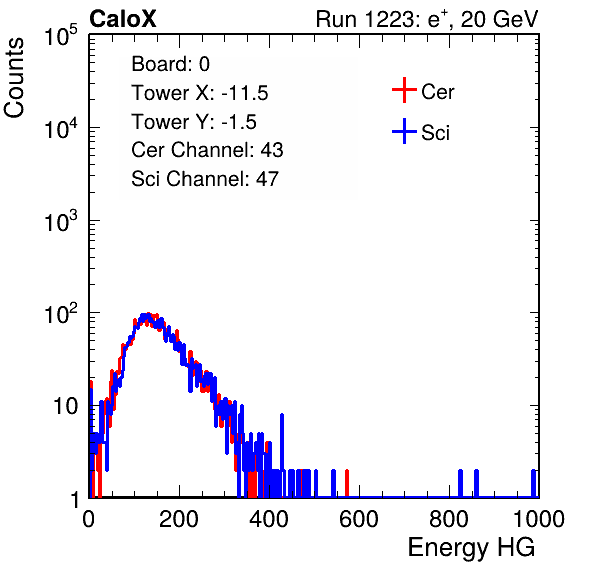 CaloX Run 1223: e⁺, 20 GeV
Counts
10⁵
10⁴
10³
10²
10
1
Board: 0
Tower X: -11.5
Tower Y: -1.5
Cer Channel: 43
Sci Channel: 47
Cer
Sci
0 200 400 600 800 1000
Energy HG